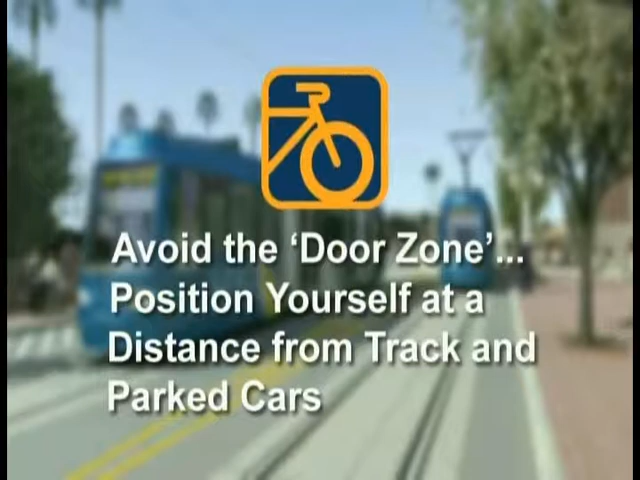 Avoid the ‘Door Zone’...
Position Yourself at a
Distance from Track and
Parked Cars